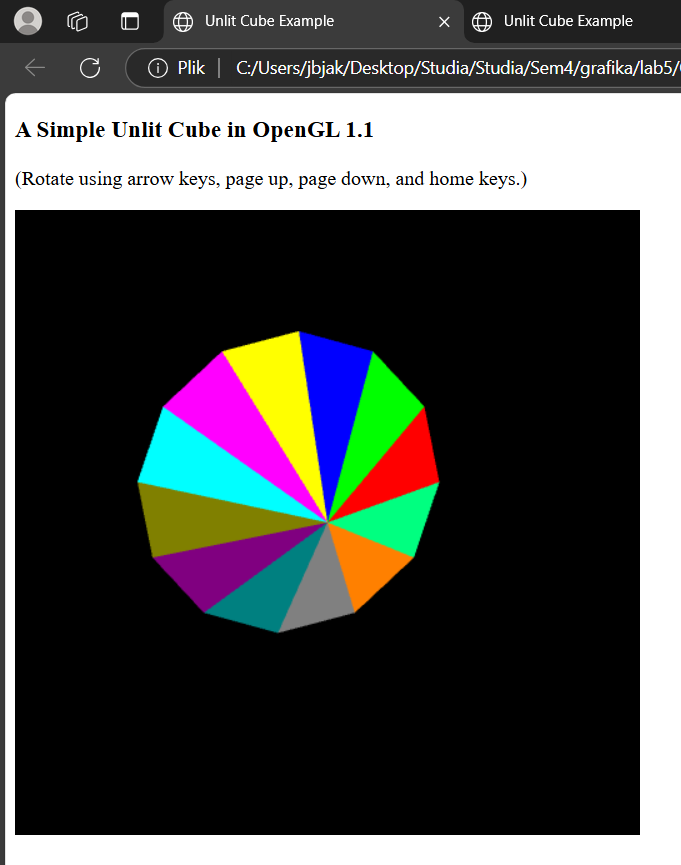 Unlit Cube Example
Unlit Cube Example
Plik | C:/Users/jbjak/Desktop/Studia/Studia/Sem4/grafika/lab5/
A Simple Unlit Cube in OpenGL 1.1
(Rotate using arrow keys, page up, page down, and home keys.)